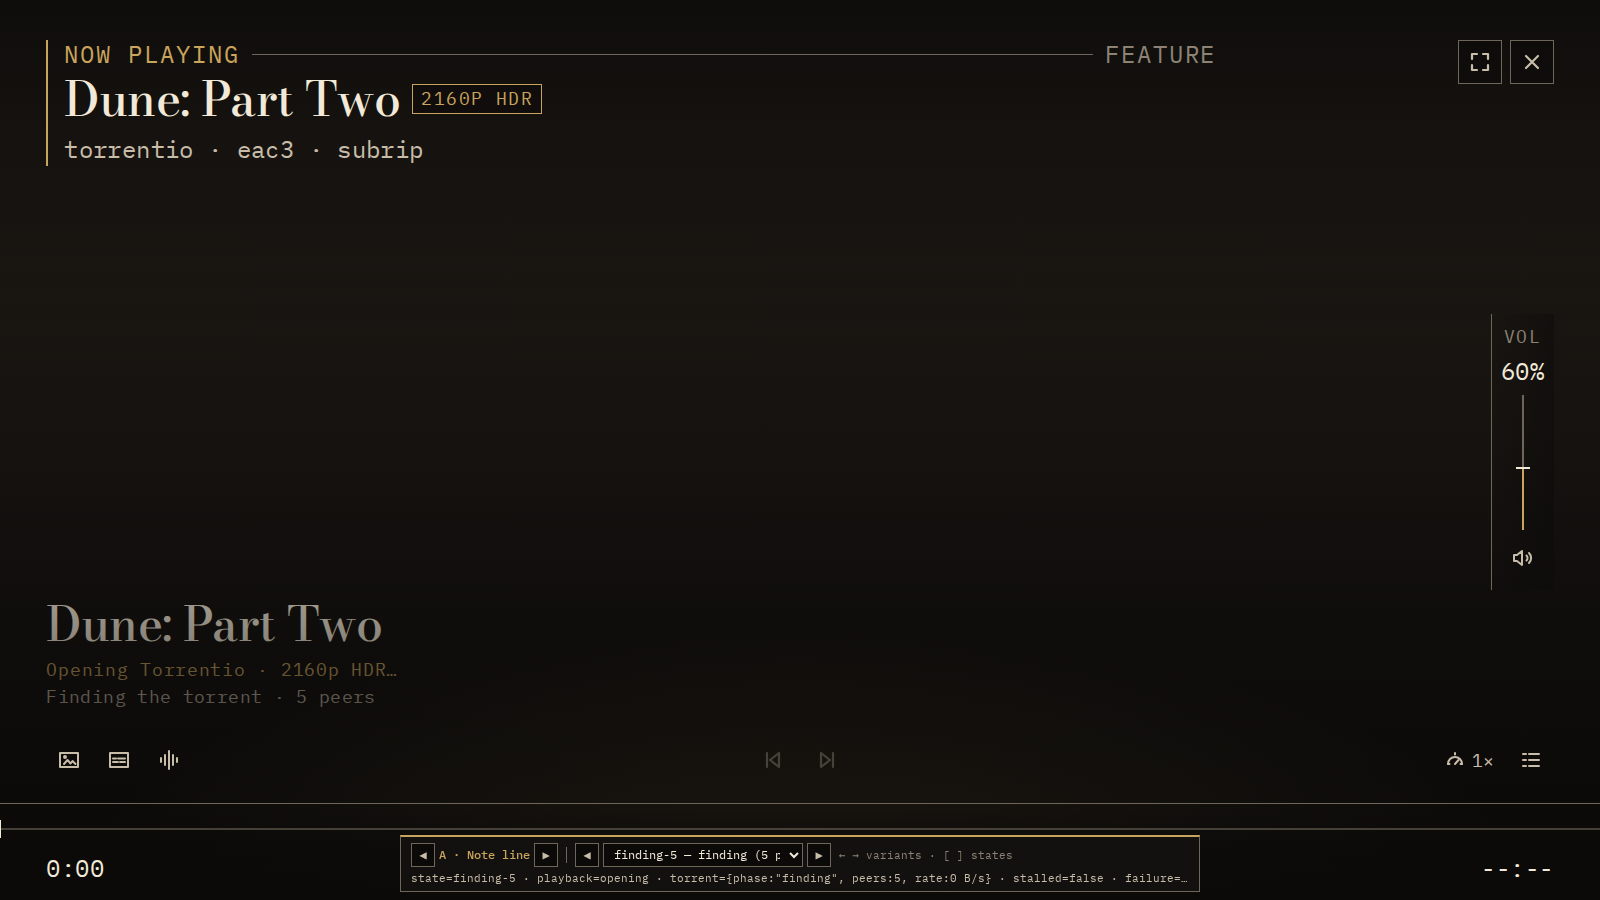 NOW PLAYING FEATURE
Dune: Part Two 2160P HDR
torrentio · eac3 · subrip
VOL
60%
Dune: Part Two
Opening Torrentio · 2160p HDR…
Finding the torrent · 5 peers
1×
0:00
A · Note line finding-5 — finding (5 p ← → variants · [ ] states
state=finding-5 · playback=opening · torrent={phase:"finding", peers:5, rate:0 B/s} · stalled=false · failure=…
--:--